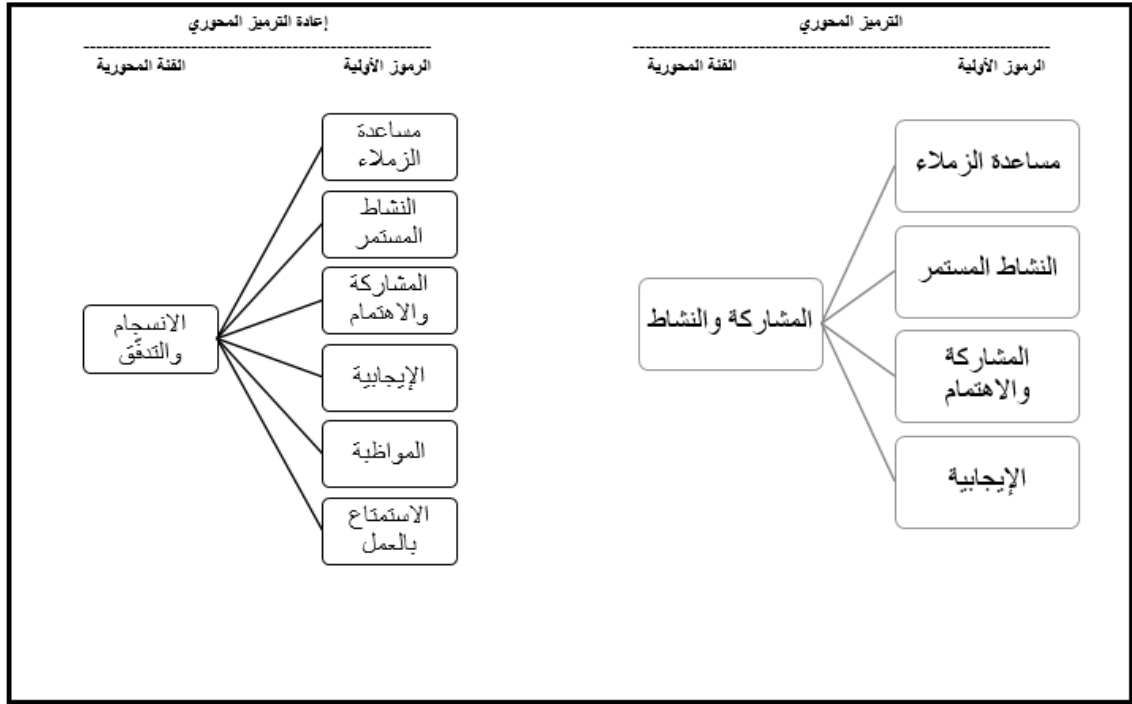 الترميز المحوري
الرموز الأولية
الفئة المحورية
مساعدة الزملاء
النشاط المستمر
المشاركة
والاهتمام
الإيجابية
المشاركة والنشاط
إعادة الترميز المحوري
الرموز الأولية
الفئة المحورية
مساعدة
الزملاء
النشاط
المستمر
المشاركة
والاهتمام
الإيجابية
المواظبة
الاستمتاع
بالعمل
الانسجام
والتدفّق